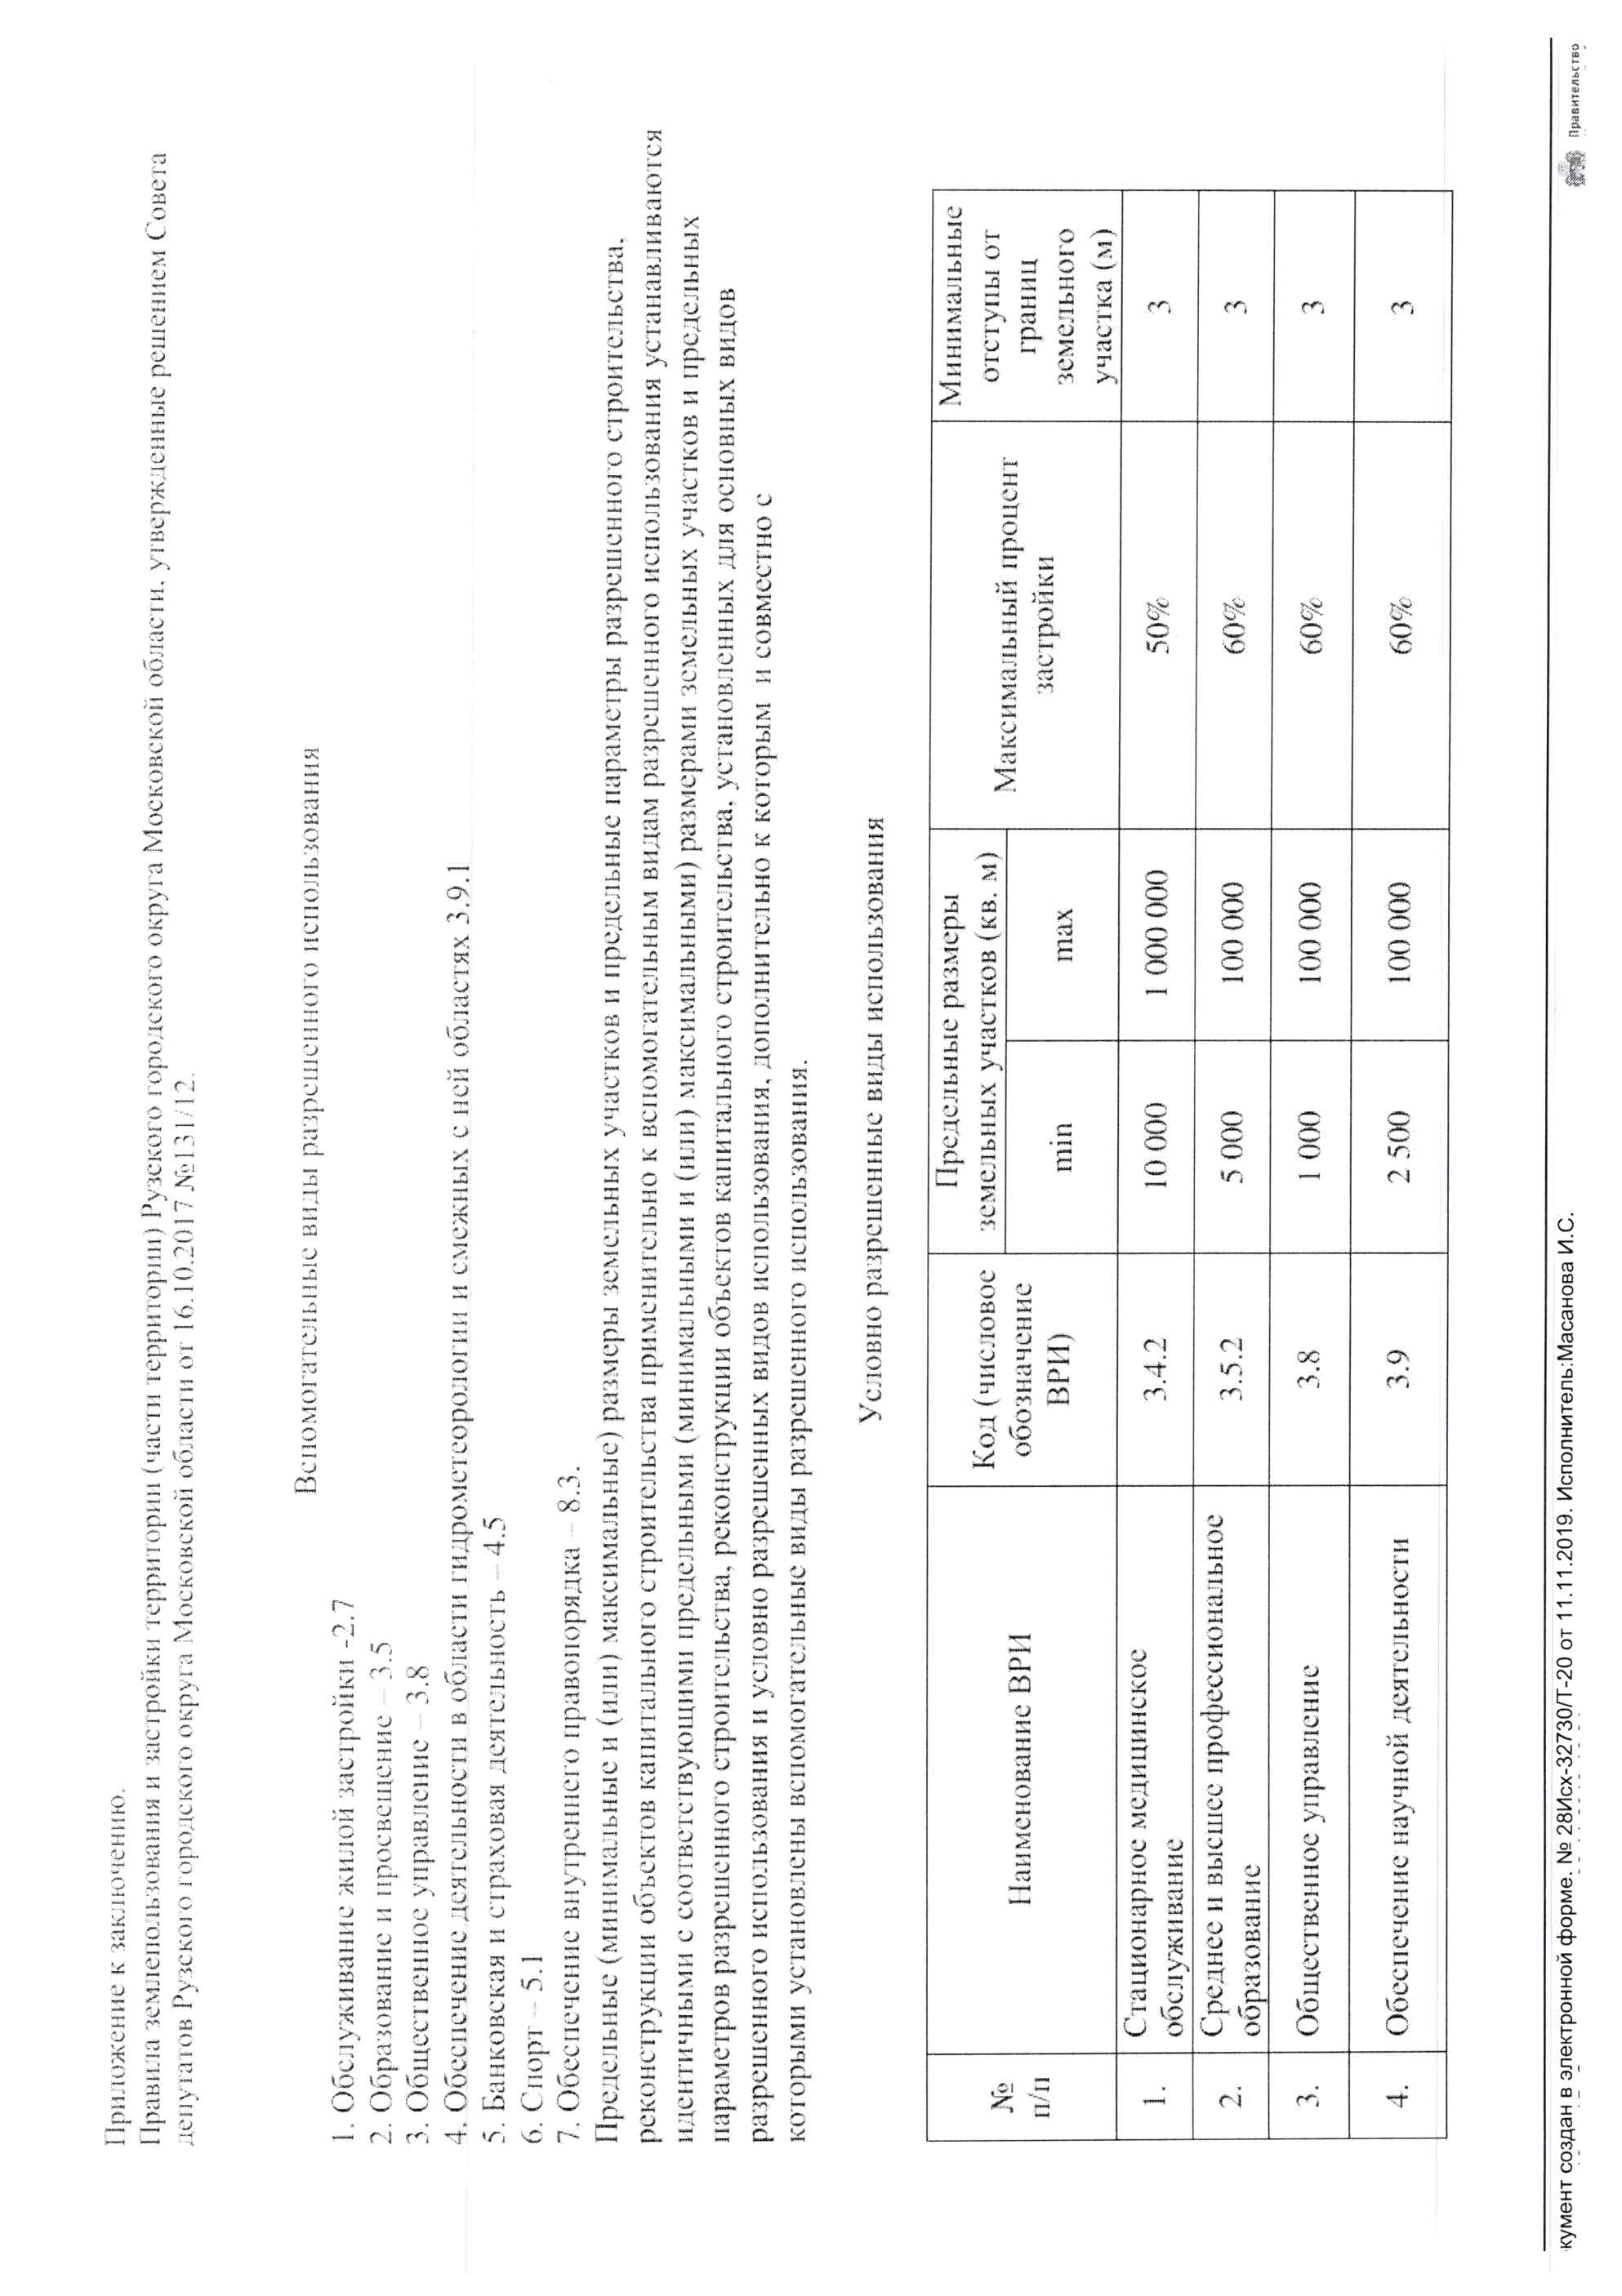 Приложение к заключению.
Правила землепользования и застройки территории (части территории) Рузского городского округа Московской области, утвержденные решением Совета
депутатов Рузского городского округа Московской области от 16.10.2017 №131/12.
Вспомогательные виды разрешенного использования
1. Обслуживание жилой застройки -2.7
2. Образование и просвещение – 3.5
3. Общественное управление – 3.8
4. Обеспечение деятельности в области гидрометеорологии и смежных с ней областях 3.9.1
5. Банковская и страховая деятельность – 4.5
6. Спорт – 5.1
7. Обеспечение внутреннего правопорядка – 8.3.
Предельные (минимальные и (или) максимальные) размеры земельных участков и предельные параметры разрешенного строительства,
реконструкции объектов капитального строительства применительно к вспомогательным видам разрешенного использования устанавливаются
идентичными с соответствующими предельными (минимальными и (или) максимальными) размерами земельных участков и предельных
параметров разрешенного строительства, реконструкции объектов капитального строительства, установленных для основных видов
разрешенного использования и условно разрешенных видов использования, дополнительно к которым и совместно с
которыми установлены вспомогательные виды разрешенного использования.
Условно разрешенные виды использования
№ п/п
Наименование ВРИ
Код (числовое обозначение ВРИ)
Предельные размеры земельных участков (кв. м)
min
max
Максимальный процент застройки
Минимальные отступы от границ земельного участка (м)
1. Стационарное медицинское обслуживание 3.4.2 10 000 1 000 000 50% 3
2. Среднее и высшее профессиональное образование 3.5.2 5 000 100 000 60% 3
3. Общественное управление 3.8 1 000 100 000 60% 3
4. Обеспечение научной деятельности 3.9 2 500 100 000 60% 3
кумент создан в электронной форме. № 28Исх-32730/Т-20 от 11.11.2019. Исполнитель:Масанова И.С.
Правительство